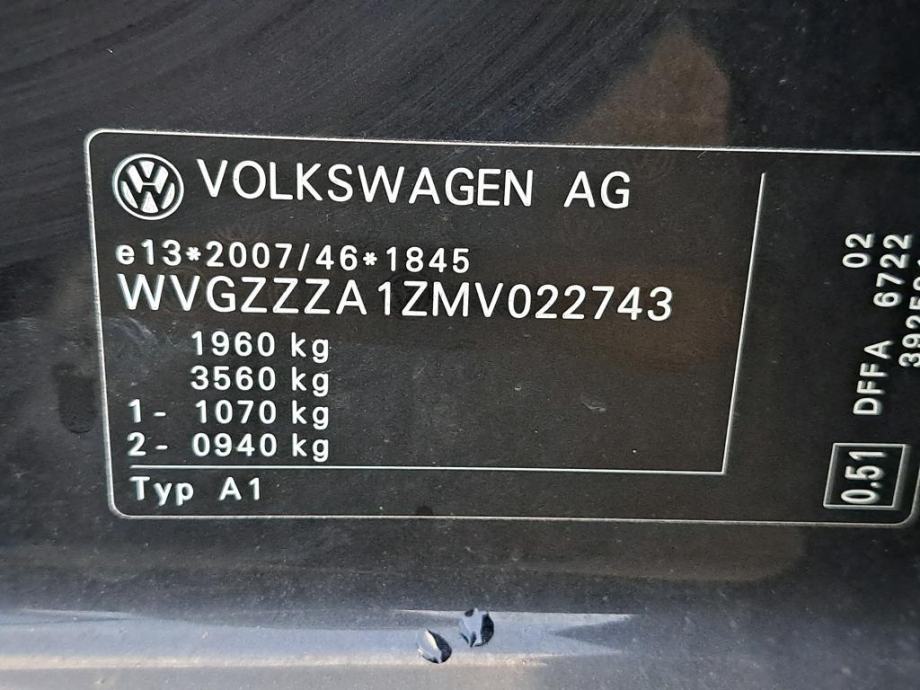 VOLKSWAGEN AG
e13*2007/46*1845
WVGZZZA1ZMV022743
1960 kg
3560 kg
1- 1070 kg
2- 0940 kg
Typ A1
02
DFFA 6722
0.51